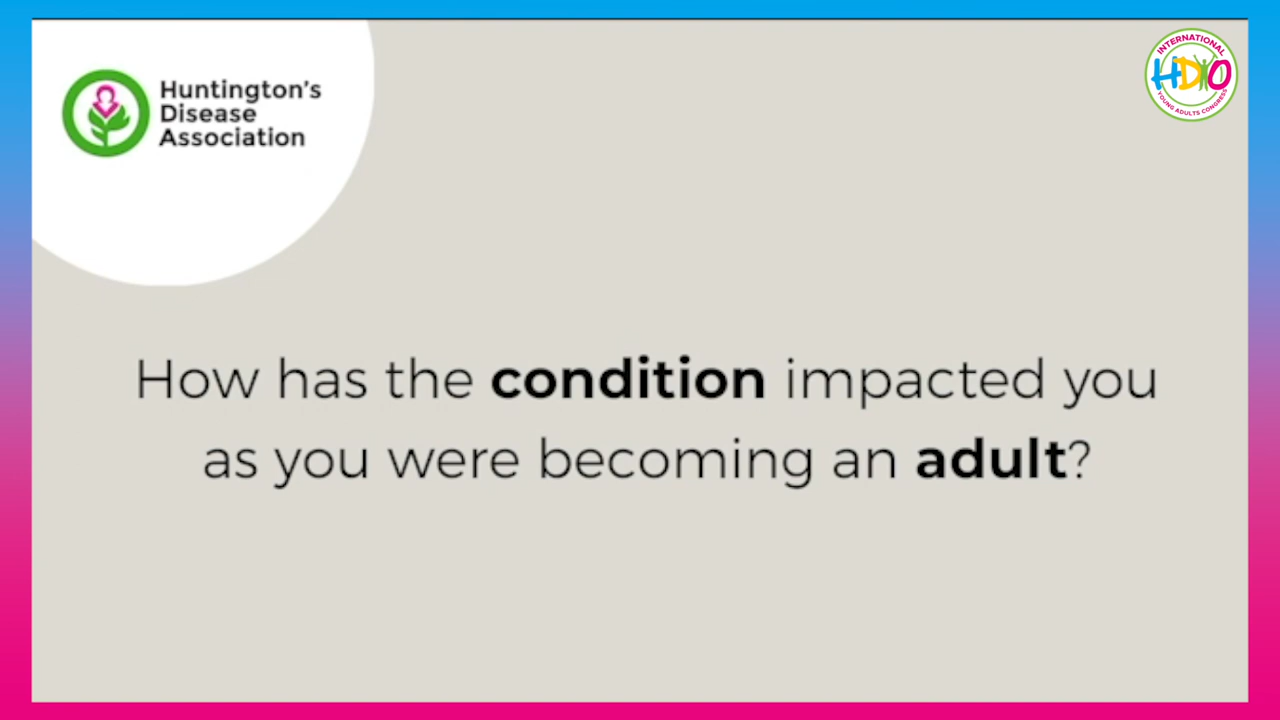 Huntington's
Disease
Association
INTERNATIONAL
HDYO
YOUNG ADULTS CONGRESS
How has the condition impacted you
as you were becoming an adult?